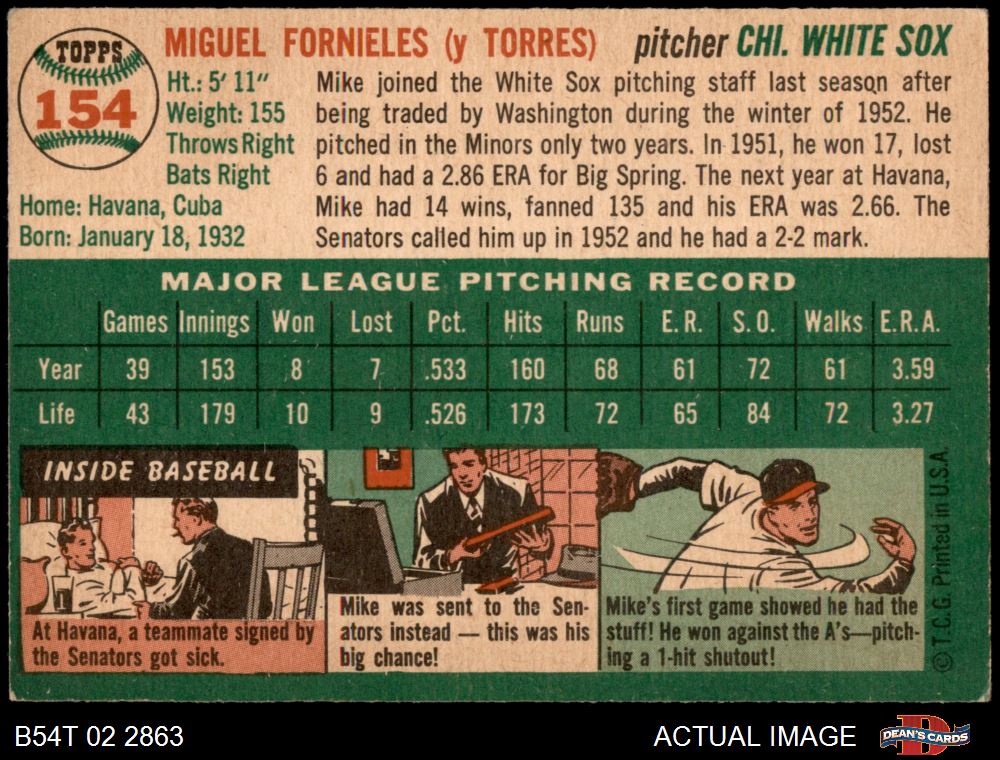 TOPPS
154
MIGUEL FORNIELES (y TORRES) pitcher CHI. WHITE SOX
Ht.: 5' 11"
Weight: 155
Throws Right
Bats Right
Home: Havana, Cuba
Born: January 18, 1932
Mike joined the White Sox pitching staff last season after
being traded by Washington during the winter of 1952. He
pitched in the Minors only two years. In 1951, he won 17, lost
6 and had a 2.86 ERA for Big Spring. The next year at Havana,
Mike had 14 wins, fanned 135 and his ERA was 2.66. The
Senators called him up in 1952 and he had a 2-2 mark.
MAJOR LEAGUE PITCHING RECORD
Games Innings Won Lost Pct. Hits Runs E.R. S.O. Walks E.R.A.
Year 39 153 8 7 .533 160 68 61 72 61 3.59
Life 43 179 10 9 .526 173 72 65 84 72 3.27
INSIDE BASEBALL
At Havana, a teammate signed by
the Senators got sick.
Mike was sent to the Sen-
ators instead — this was his
big chance!
Mike's first game showed he had the
stuff! He won against the A's—pitch-
ing a 1-hit shutout!
© T.C.G. Printed in U.S.A.
B54T 02 2863
ACTUAL IMAGE
DEAN'S CARDS